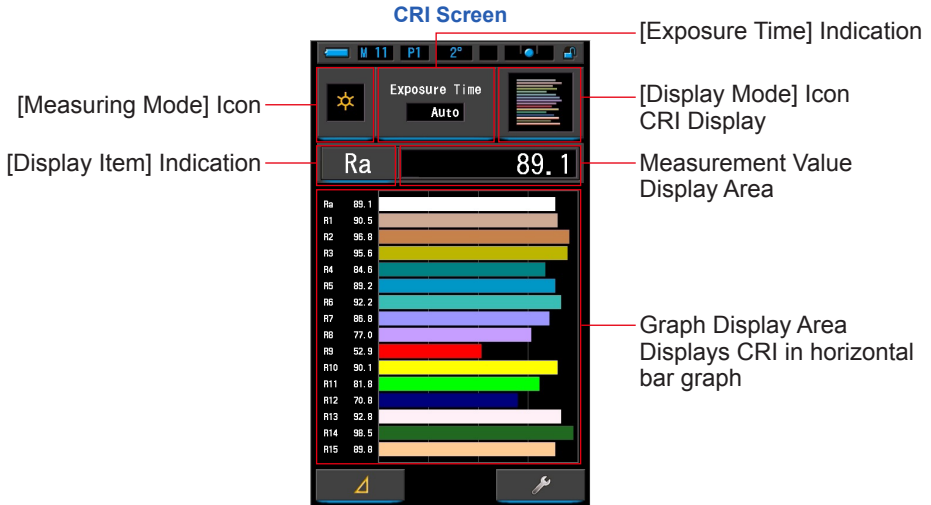 CRI Screen
[Exposure Time] Indication
M 11 P1 2°
[Measuring Mode] Icon
Exposure Time
Auto
[Display Mode] Icon
CRI Display
[Display Item] Indication
Ra 89.1
Measurement Value
Display Area
Ra 89.1
R1 90.5
R2 96.8
R3 95.6
R4 84.6
R5 89.2
R6 92.2
R7 86.8
R8 77.0
R9 52.9
R10 90.1
R11 81.8
R12 70.8
R13 92.8
R14 98.5
R15 89.8
Graph Display Area
Displays CRI in horizontal
bar graph